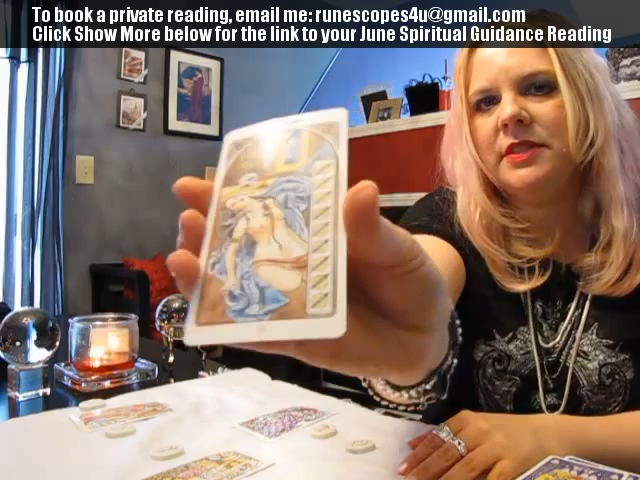 To book a private reading, email me: runescopes4u@gmail.com
Click Show More below for the link to your June Spiritual Guidance Reading